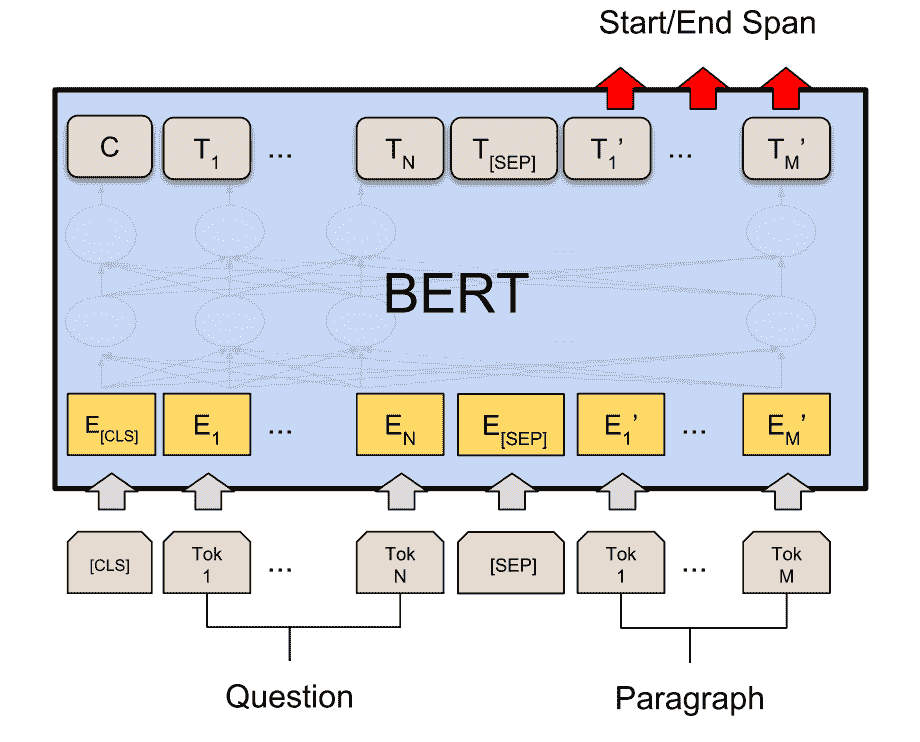 Start/End Span
C T1 ... TN T[SEP] T1’ ... TM’
BERT
E[CLS] E1 ... EN E[SEP] E1’ ... EM’
[CLS] Tok 1 ... Tok N [SEP] Tok 1 ... Tok M
Question Paragraph